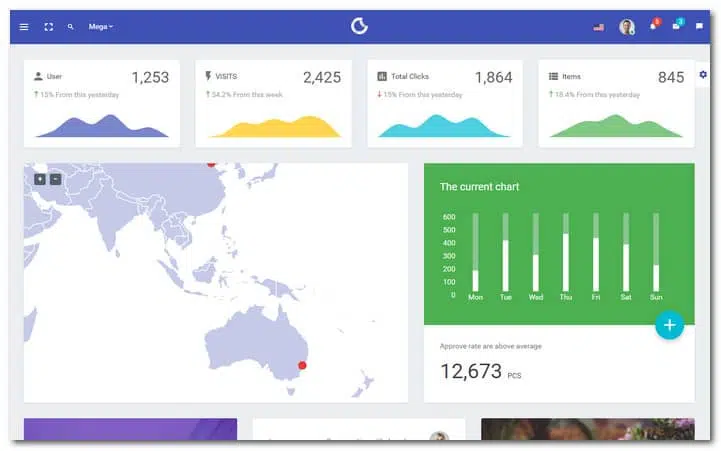 Mega
5
3
User 1,253
15% From this yesterday
VISITS 2,425
54.2% From this week
Total Clicks 1,864
15% From this yesterday
Items 845
18.4% From this yesterday
+ -
The current chart
600
500
400
300
200
100
0
Mon Tue Wed Thu Fri Sat Sun
+
Approve rate are above average
12,673 PCS